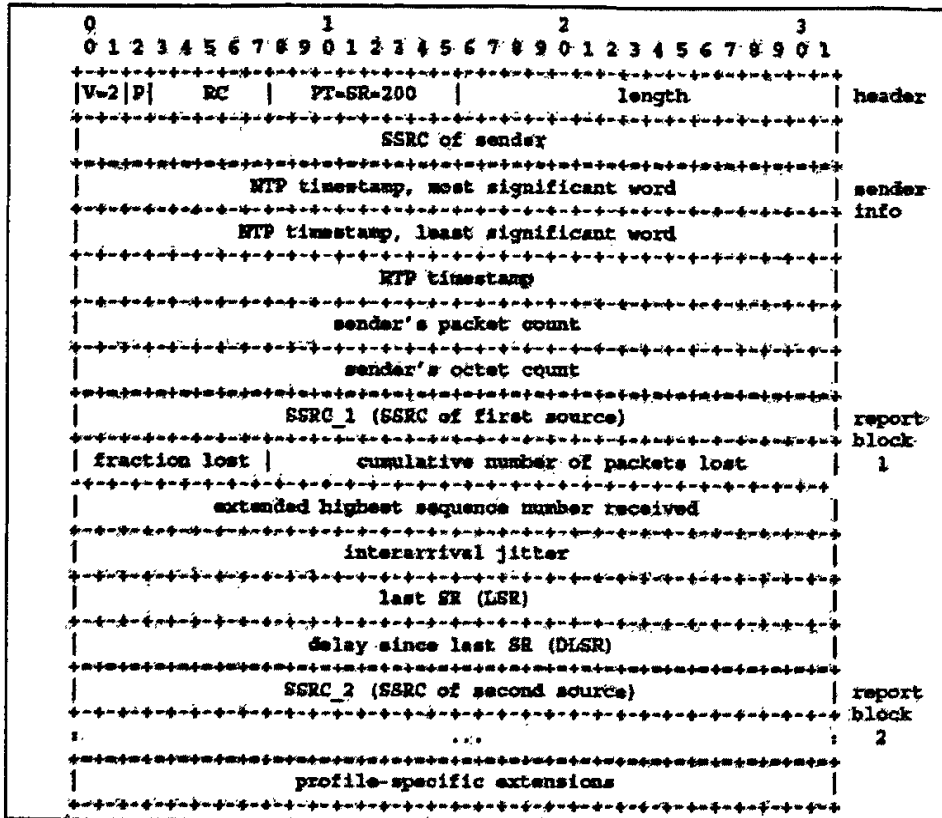 0 1 2 3
0 1 2 3 4 5 6 7 8 9 0 1 2 3 4 5 6 7 8 9 0 1 2 3 4 5 6 7 8 9 0 1
+-+-+-+-+-+-+-+-+-+-+-+-+-+-+-+-+-+-+-+-+-+-+-+-+-+-+-+-+-+-+-+-+
|V=2|P| RC | PT=SR=200 | length | header
+-+-+-+-+-+-+-+-+-+-+-+-+-+-+-+-+-+-+-+-+-+-+-+-+-+-+-+-+-+-+-+-+
| SSRC of sender |
+=+=+=+=+=+=+=+=+=+=+=+=+=+=+=+=+=+=+=+=+=+=+=+=+=+=+=+=+=+=+=+=+
| NTP timestamp, most significant word | sender
+-+-+-+-+-+-+-+-+-+-+-+-+-+-+-+-+-+-+-+-+-+-+-+-+-+-+-+-+-+-+-+-+ info
| NTP timestamp, least significant word |
+-+-+-+-+-+-+-+-+-+-+-+-+-+-+-+-+-+-+-+-+-+-+-+-+-+-+-+-+-+-+-+-+
| RTP timestamp |
+-+-+-+-+-+-+-+-+-+-+-+-+-+-+-+-+-+-+-+-+-+-+-+-+-+-+-+-+-+-+-+-+
| sender's packet count |
+-+-+-+-+-+-+-+-+-+-+-+-+-+-+-+-+-+-+-+-+-+-+-+-+-+-+-+-+-+-+-+-+
| sender's octet count |
+=+=+=+=+=+=+=+=+=+=+=+=+=+=+=+=+=+=+=+=+=+=+=+=+=+=+=+=+=+=+=+=+
| SSRC_1 (SSRC of first source) | report
+-+-+-+-+-+-+-+-+-+-+-+-+-+-+-+-+-+-+-+-+-+-+-+-+-+-+-+-+-+-+-+-+ block
| fraction lost | cumulative number of packets lost | 1
-+-+-+-+-+-+-+-+-+-+-+-+-+-+-+-+-+-+-+-+-+-+-+-+-+-+-+-+-+-+-+-+
| extended highest sequence number received |
+-+-+-+-+-+-+-+-+-+-+-+-+-+-+-+-+-+-+-+-+-+-+-+-+-+-+-+-+-+-+-+-+
| interarrival jitter |
+-+-+-+-+-+-+-+-+-+-+-+-+-+-+-+-+-+-+-+-+-+-+-+-+-+-+-+-+-+-+-+-+
| last SR (LSR) |
+-+-+-+-+-+-+-+-+-+-+-+-+-+-+-+-+-+-+-+-+-+-+-+-+-+-+-+-+-+-+-+-+
| delay since last SR (DLSR) |
+=+=+=+=+=+=+=+=+=+=+=+=+=+=+=+=+=+=+=+=+=+=+=+=+=+=+=+=+=+=+=+=+
| SSRC_2 (SSRC of second source) | report
+-+-+-+-+-+-+-+-+-+-+-+-+-+-+-+-+-+-+-+-+-+-+-+-+-+-+-+-+-+-+-+-+ block
: ... : 2
+=+=+=+=+=+=+=+=+=+=+=+=+=+=+=+=+=+=+=+=+=+=+=+=+=+=+=+=+=+=+=+=+
| profile-specific extensions |
+-+-+-+-+-+-+-+-+-+-+-+-+-+-+-+-+-+-+-+-+-+-+-+-+-+-+-+-+-+-+-+-+